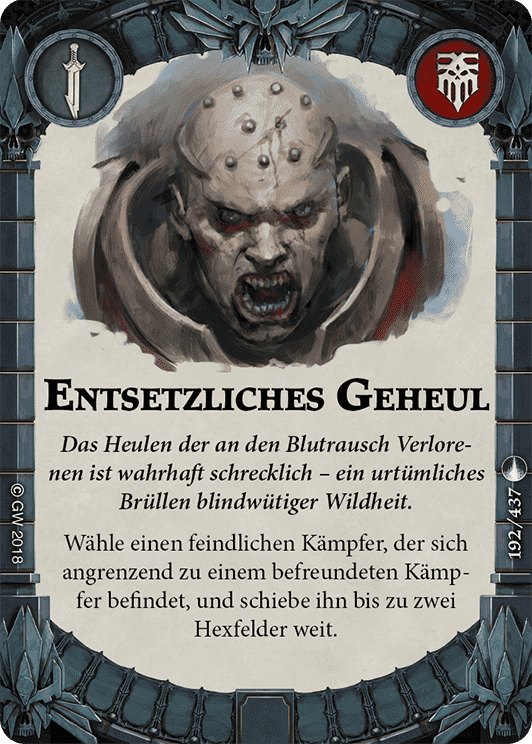 Entsetzliches Geheul
Das Heulen der an den Blutrausch Verlore-
nen ist wahrhaft schrecklich – ein urtümliches
Brüllen blindwütiger Wildheit.
Wähle einen feindlichen Kämpfer, der sich
angrenzend zu einem befreundeten Kämp-
fer befindet, und schiebe ihn bis zu zwei
Hexfelder weit.
© GW 2018
192/437